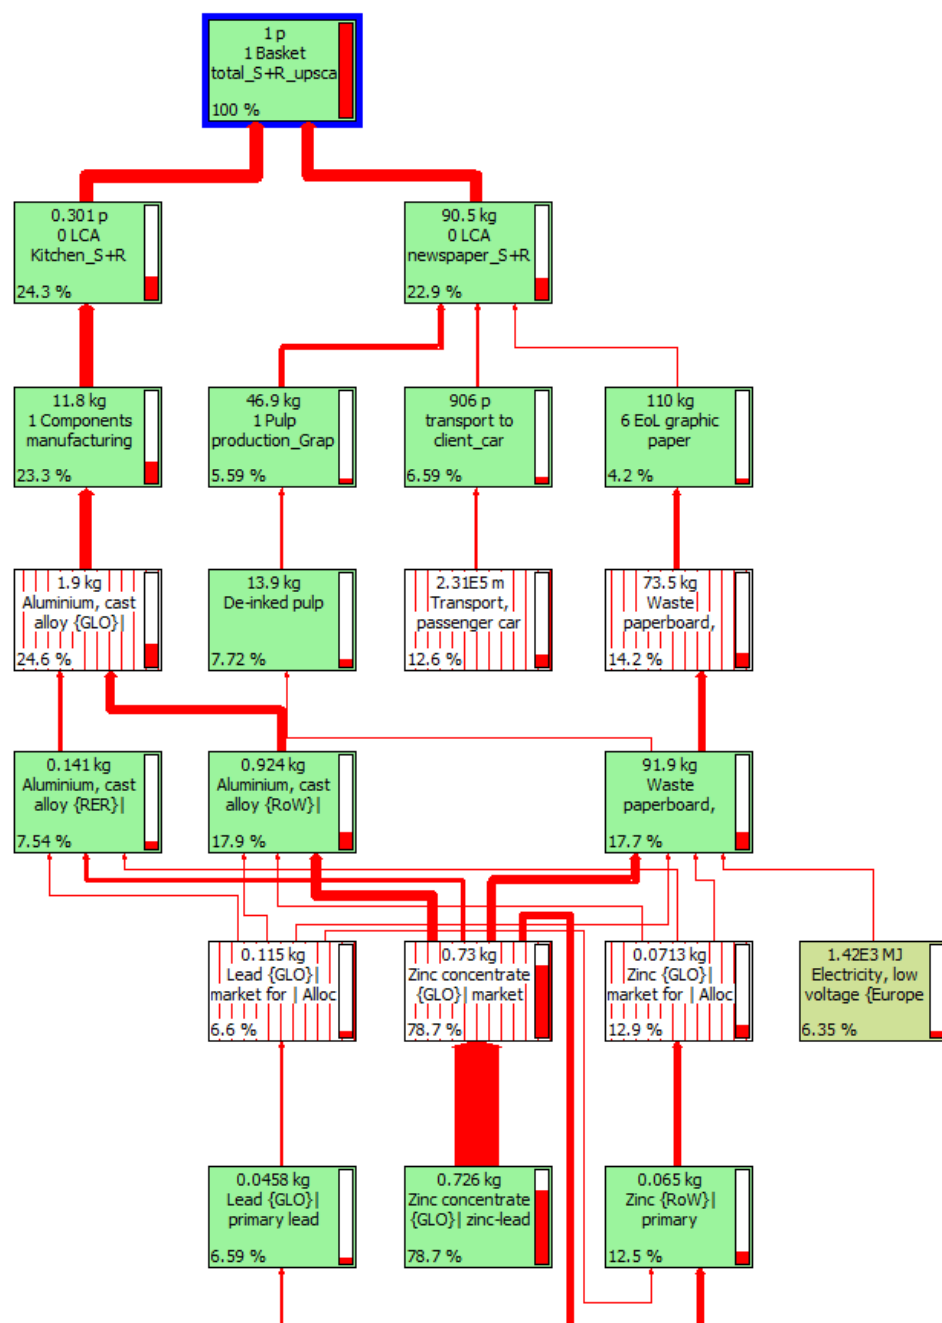 1 p
1 Basket
total_S+R_upsca
100 %
0.301 p
0 LCA
Kitchen_S+R
24.3 %
90.5 kg
0 LCA
newspaper_S+R
22.9 %
11.8 kg
1 Components
manufacturing
23.3 %
46.9 kg
1 Pulp
production_Grap
5.59 %
906 p
transport to
client_car
6.59 %
110 kg
6 EoL graphic
paper
4.2 %
1.9 kg
Aluminium, cast
alloy {GLO}|
24.6 %
13.9 kg
De-inked pulp
7.72 %
2.31E5 m
Transport,
passenger car
12.6 %
73.5 kg
Waste
paperboard,
14.2 %
0.141 kg
Aluminium, cast
alloy {RER}|
7.54 %
0.924 kg
Aluminium, cast
alloy {RoW}|
17.9 %
91.9 kg
Waste
paperboard,
17.7 %
0.115 kg
Lead {GLO}|
market for | Alloc
6.6 %
0.73 kg
Zinc concentrate
{GLO}| market
78.7 %
0.0713 kg
Zinc {GLO}|
market for | Alloc
12.9 %
1.42E3 MJ
Electricity, low
voltage {Europe
6.35 %
0.0458 kg
Lead {GLO}|
primary lead
6.59 %
0.726 kg
Zinc concentrate
{GLO}| zinc-lead
78.7 %
0.065 kg
Zinc {RoW}|
primary
12.5 %